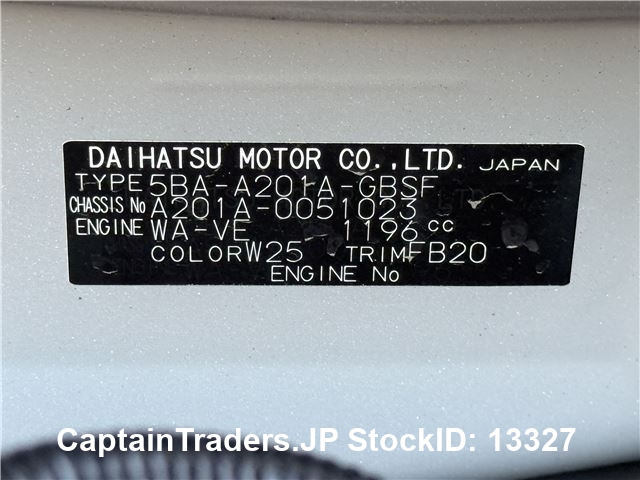 DAIHATSU MOTOR CO.,LTD. JAPAN
TYPE 5BA-A201A-GBSF
CHASSIS No A201A-0051023
ENGINE WA-VE 1196 cc
COLOR W25 TRIM FB20
ENGINE No
CaptainTraders.JP StockID: 13327